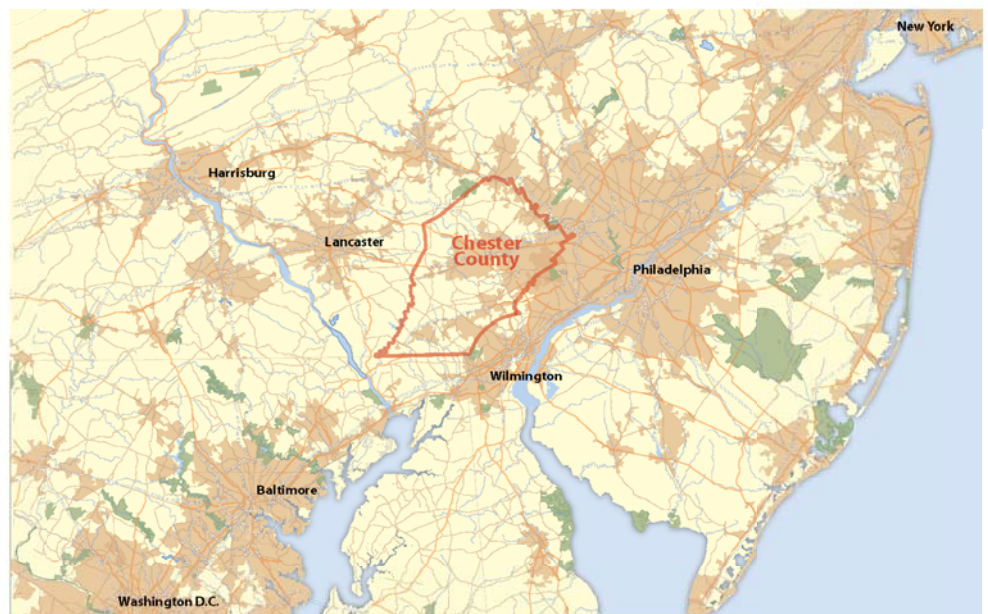 New York
Harrisburg
Lancaster
Chester
County
Philadelphia
Wilmington
Baltimore
Washington D.C.